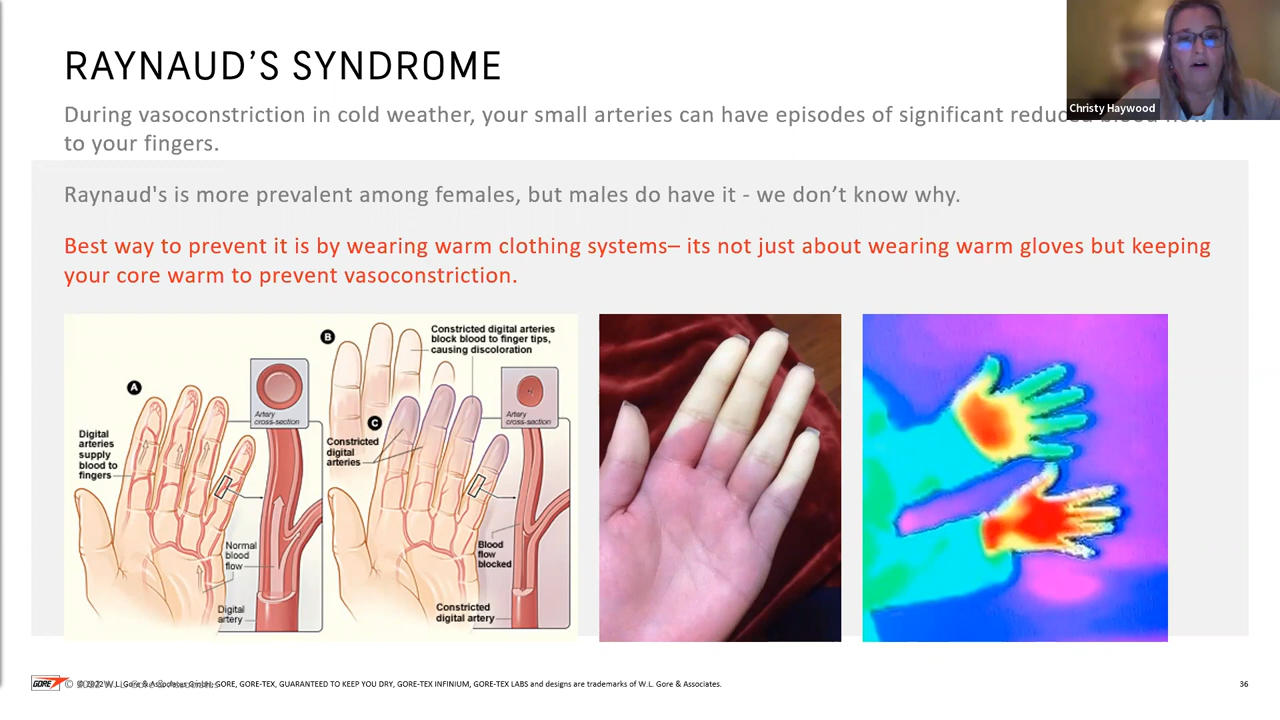 RAYNAUD’S SYNDROME
During vasoconstriction in cold weather, your small arteries can have episodes of significant reduced blood flow
to your fingers.
Raynaud's is more prevalent among females, but males do have it - we don’t know why.
Best way to prevent it is by wearing warm clothing systems– its not just about wearing warm gloves but keeping
your core warm to prevent vasoconstriction.
Christy Haywood
A
Digital
arteries
supply
blood to
fingers
Artery
cross-section
Normal
blood
flow
Digital
artery
B
Constricted digital arteries
block blood to finger tips,
causing discoloration
C
Constricted
digital
arteries
Artery
cross-section
Blood
flow
blocked
Constricted
digital artery
GORE
W.L. Gore & Associates GmbH. GORE, GORE-TEX, GUARANTEED TO KEEP YOU DRY, GORE-TEX INFINIUM, GORE-TEX LABS and designs are trademarks of W.L. Gore & Associates.
36